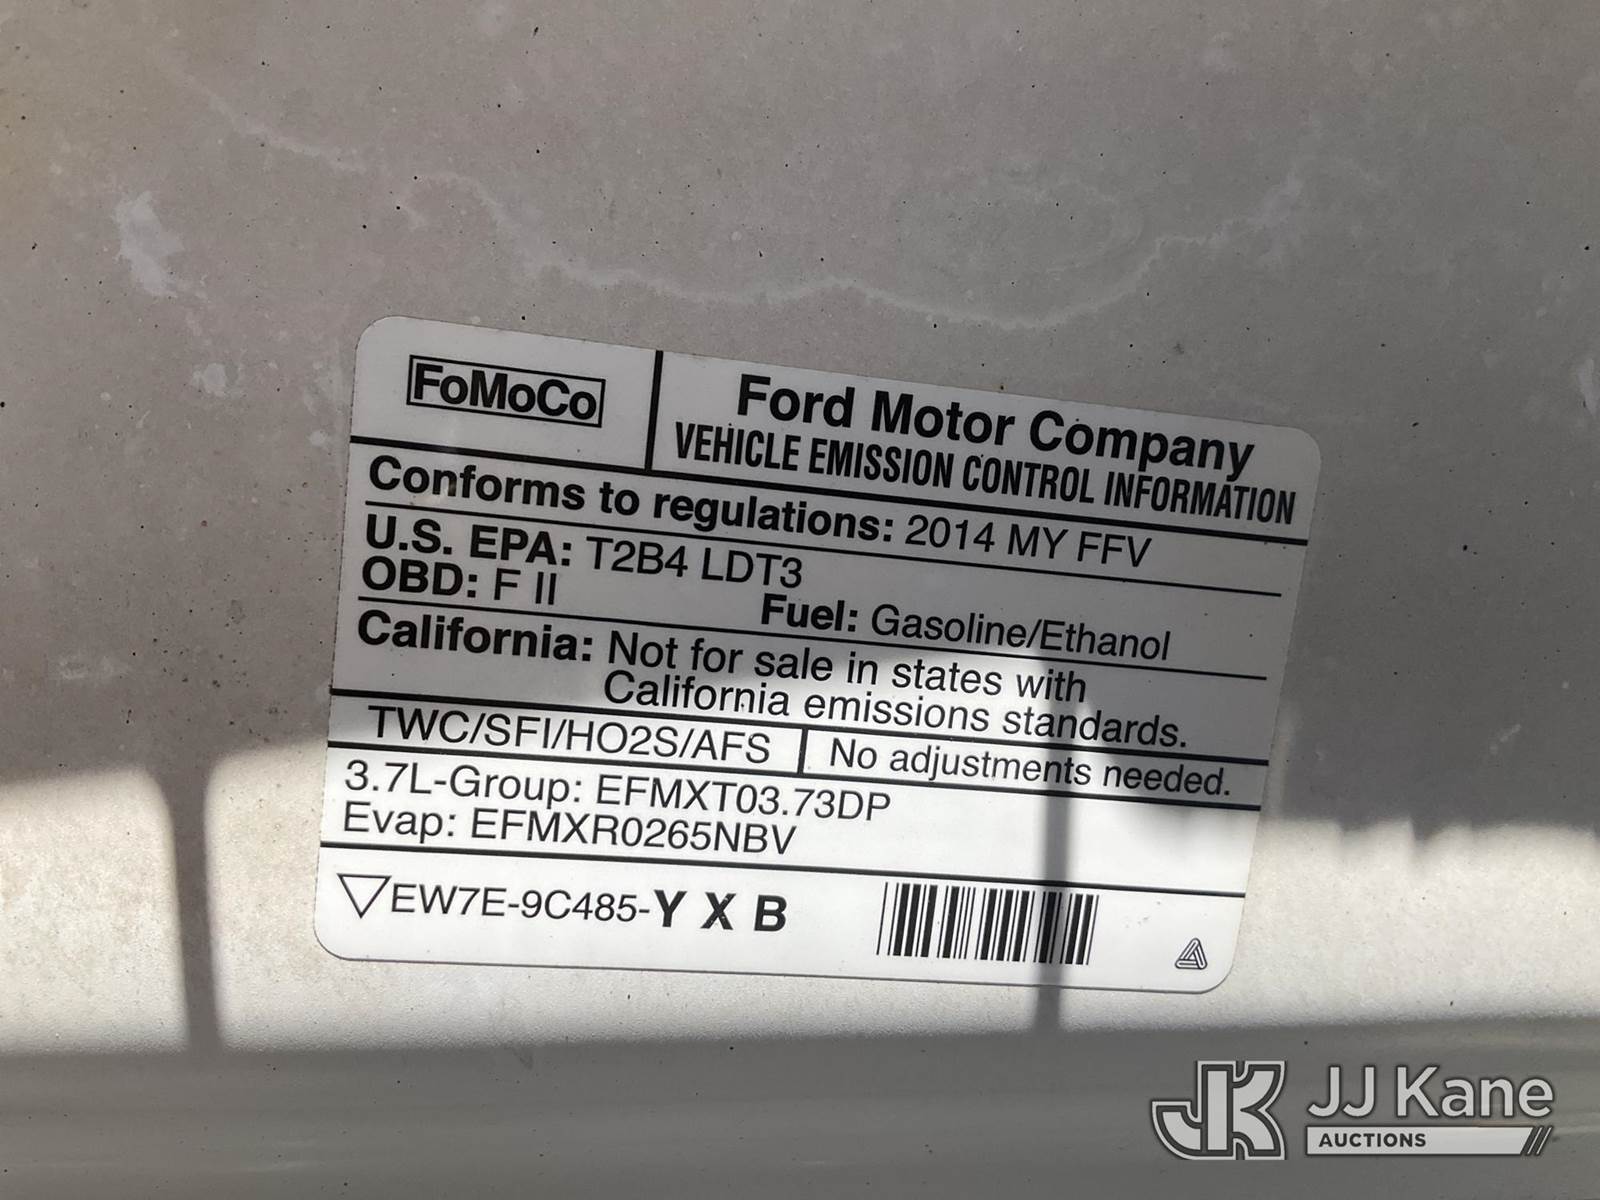 FoMoCo
Ford Motor Company
VEHICLE EMISSION CONTROL INFORMATION
Conforms to regulations: 2014 MY FFV
U.S. EPA: T2B4 LDT3
OBD: F II
Fuel: Gasoline/Ethanol
California: Not for sale in states with
California emissions standards.
TWC/SFI/HO2S/AFS
No adjustments needed.
3.7L-Group: EFMXT03.73DP
Evap: EFMXR0265NBV
EW7E-9C485-Y X B
JK JJ Kane
AUCTIONS